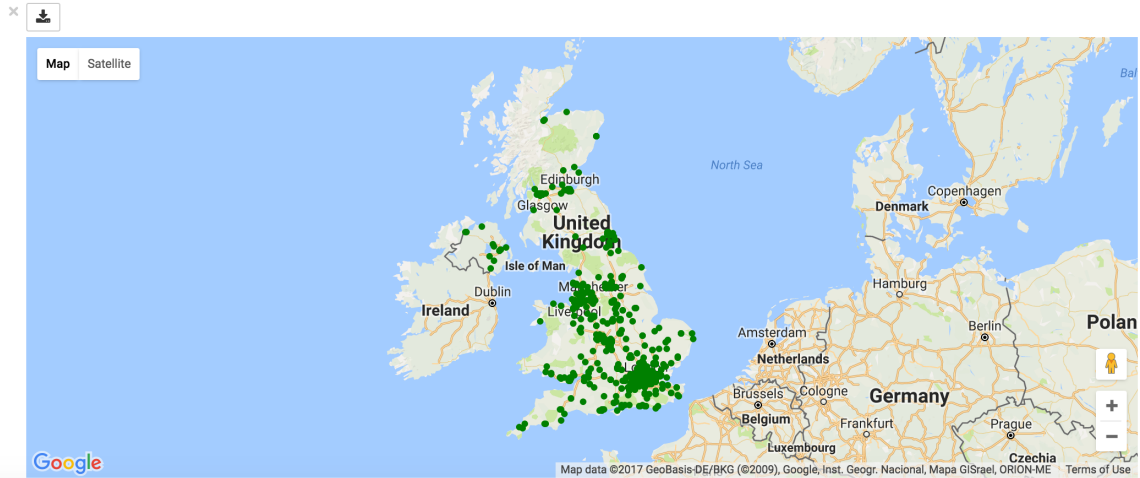 ×
Map Satellite
Bal
North Sea
Edinburgh
Glasgow
Copenhagen
Denmark
United
Kingdom
Isle of Man
Hamburg
Dublin
Manchester
Ireland
Liverpool
Berlin
Polan
Amsterdam
Netherlands
Brussels
Cologne
Germany
Belgium
Frankfurt
Prague
Luxembourg
Czechia
+
−
Google
Map data ©2017 GeoBasis-DE/BKG (©2009), Google, Inst. Geogr. Nacional, Mapa GISrael, ORION-ME Terms of Use